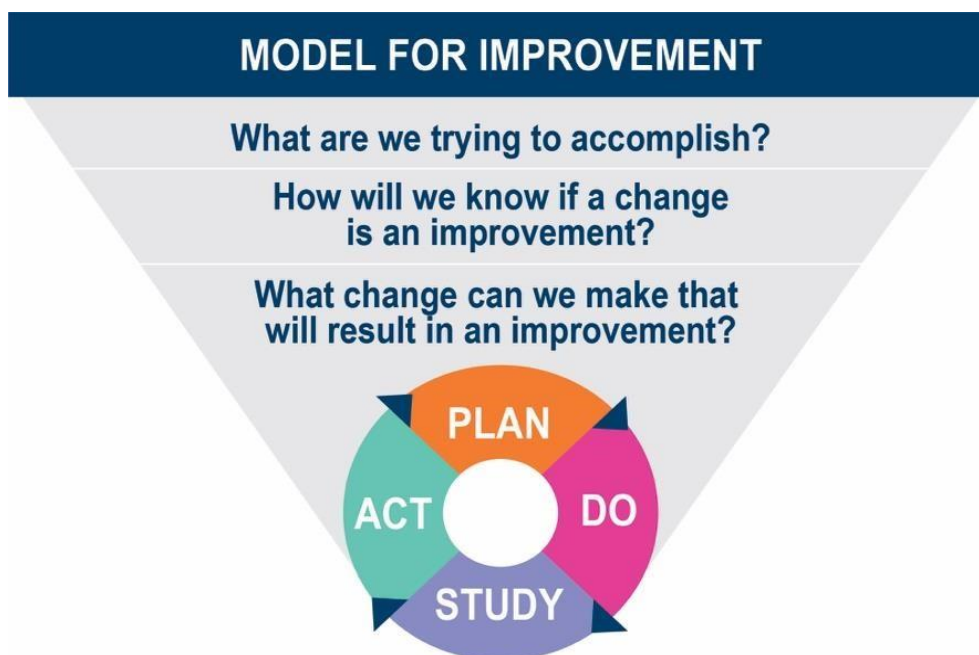 MODEL FOR IMPROVEMENT
What are we trying to accomplish?
How will we know if a change
is an improvement?
What change can we make that
will result in an improvement?
PLAN
DO
STUDY
ACT